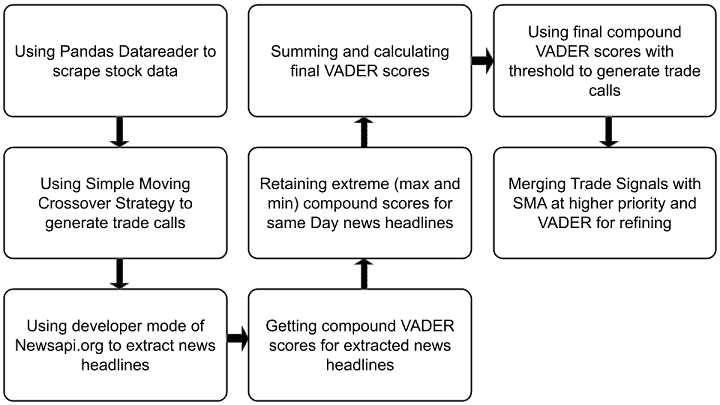 Using Pandas Datareader to
scrape stock data
Using Simple Moving
Crossover Strategy to
generate trade calls
Using developer mode of
Newsapi.org to extract news
headlines
Getting compound VADER
scores for extracted news
headlines
Retaining extreme (max and
min) compound scores for
same Day news headlines
Summing and calculating
final VADER scores
Using final compound
VADER scores with
threshold to generate trade
calls
Merging Trade Signals with
SMA at higher priority and
VADER for refining